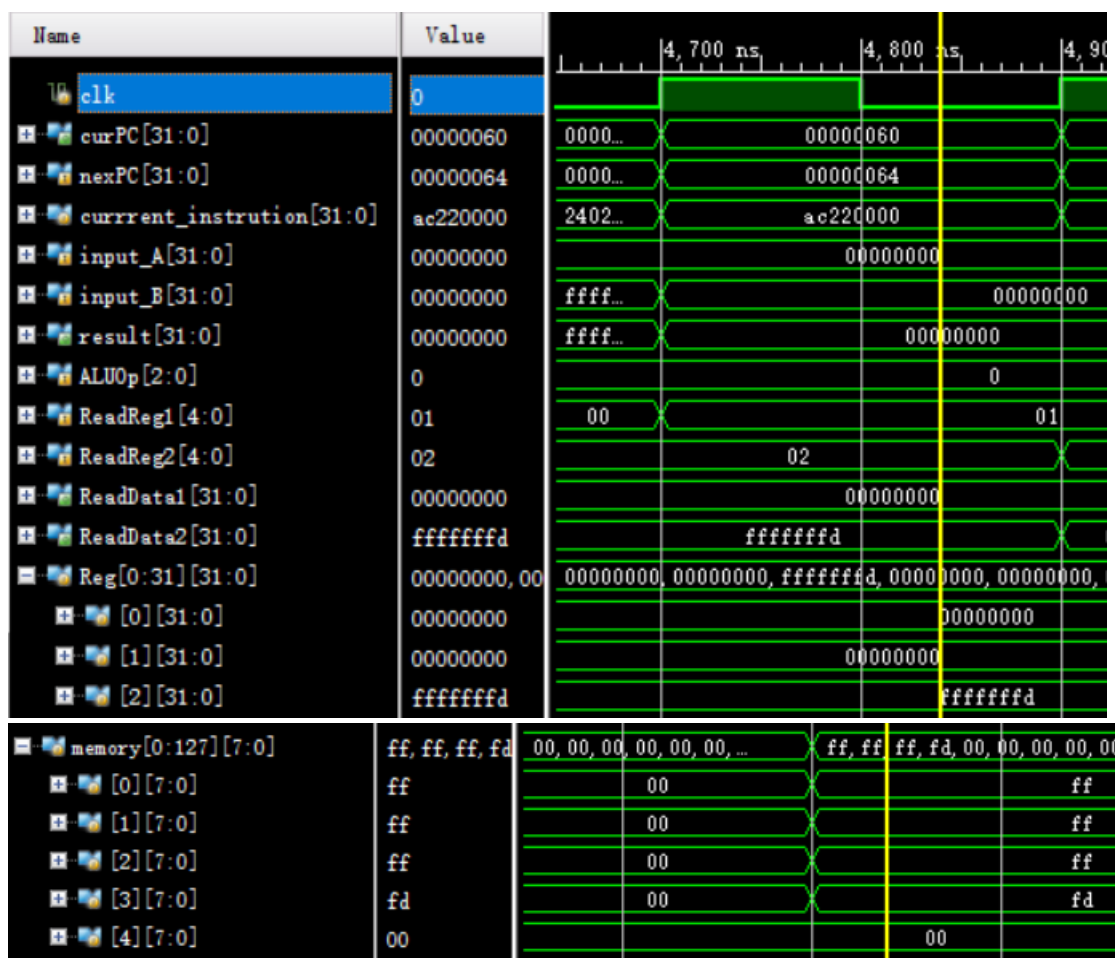 Name Value 4,700 ns 4,800 ns 4,90
clk 0
curPC[31:0] 00000060 0000... 00000060
nexPC[31:0] 00000064 0000... 00000064
currrent_instrution[31:0] ac220000 2402... ac220000
input_A[31:0] 00000000 00000000
input_B[31:0] 00000000 ffff... 00000000
result[31:0] 00000000 ffff... 00000000
ALUOp[2:0] 0 0
ReadReg1[4:0] 01 00 01
ReadReg2[4:0] 02 02
ReadData1[31:0] 00000000 00000000
ReadData2[31:0] fffffffd fffffffd
Reg[0:31][31:0] 00000000, 00 00000000, 00000000, fffffffd, 00000000, 00000000,
[0][31:0] 00000000 00000000
[1][31:0] 00000000 00000000
[2][31:0] fffffffd fffffffd
memory[0:127][7:0] ff, ff, ff, fd 00, 00, 00, 00, 00, 00, ... ff, ff, ff, fd, 00, 00, 00, 00, 00
[0][7:0] ff 00 ff
[1][7:0] ff 00 ff
[2][7:0] ff 00 ff
[3][7:0] fd 00 fd
[4][7:0] 00 00